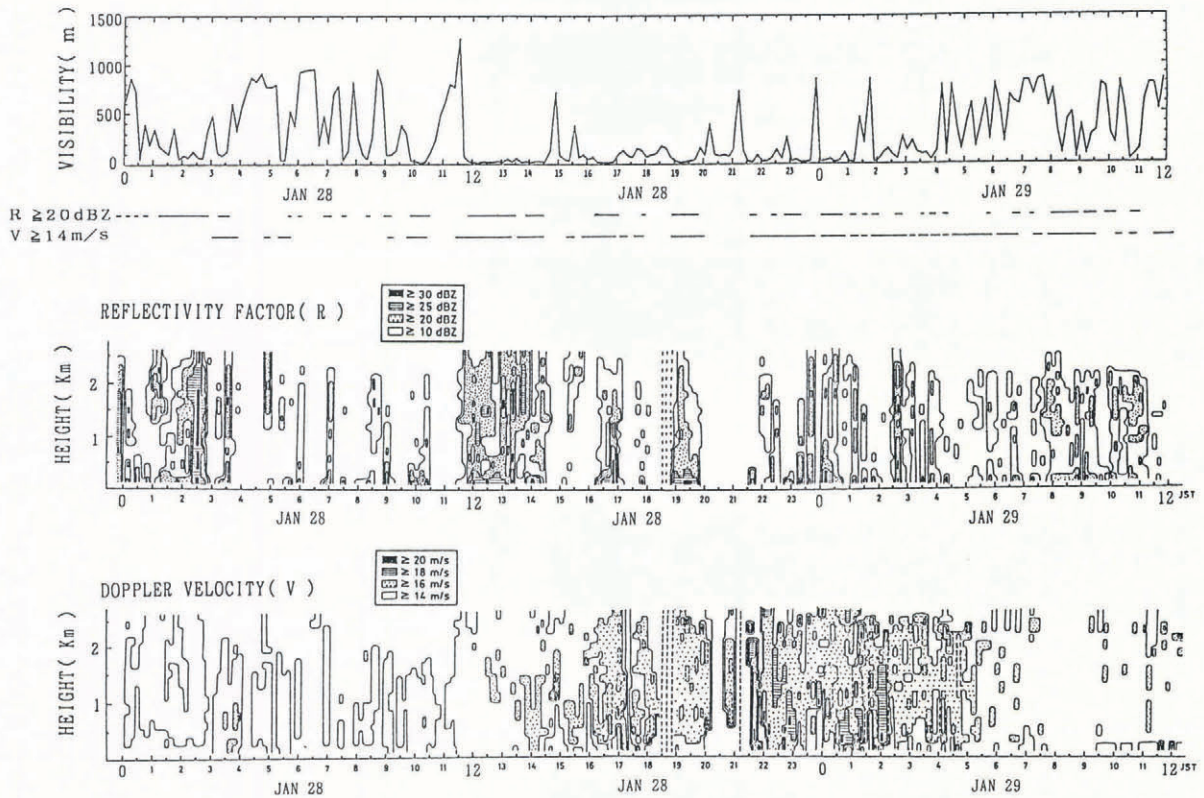 VISIBILITY( m )
1500
1000
500
0
0 1 2 3 4 5 6 7 8 9 10 11 12 13 14 15 16 17 18 19 20 21 22 23 0 1 2 3 4 5 6 7 8 9 10 11 12
JAN 28 JAN 28 JAN 29
R ≥20dBZ
V ≥14m/s
REFLECTIVITY FACTOR( R )
≥ 30 dBZ
≥ 25 dBZ
≥ 20 dBZ
≥ 10 dBZ
HEIGHT( Km )
2
1
0 1 2 3 4 5 6 7 8 9 10 11 12 13 14 15 16 17 18 19 20 21 22 23 0 1 2 3 4 5 6 7 8 9 10 11 12 JST
JAN 28 JAN 28 JAN 29
DOPPLER VELOCITY( V )
≥ 20 m/s
≥ 18 m/s
≥ 16 m/s
≥ 14 m/s
HEIGHT( Km )
2
1
0 1 2 3 4 5 6 7 8 9 10 11 12 13 14 15 16 17 18 19 20 21 22 23 0 1 2 3 4 5 6 7 8 9 10 11 12 JST
JAN 28 JAN 28 JAN 29